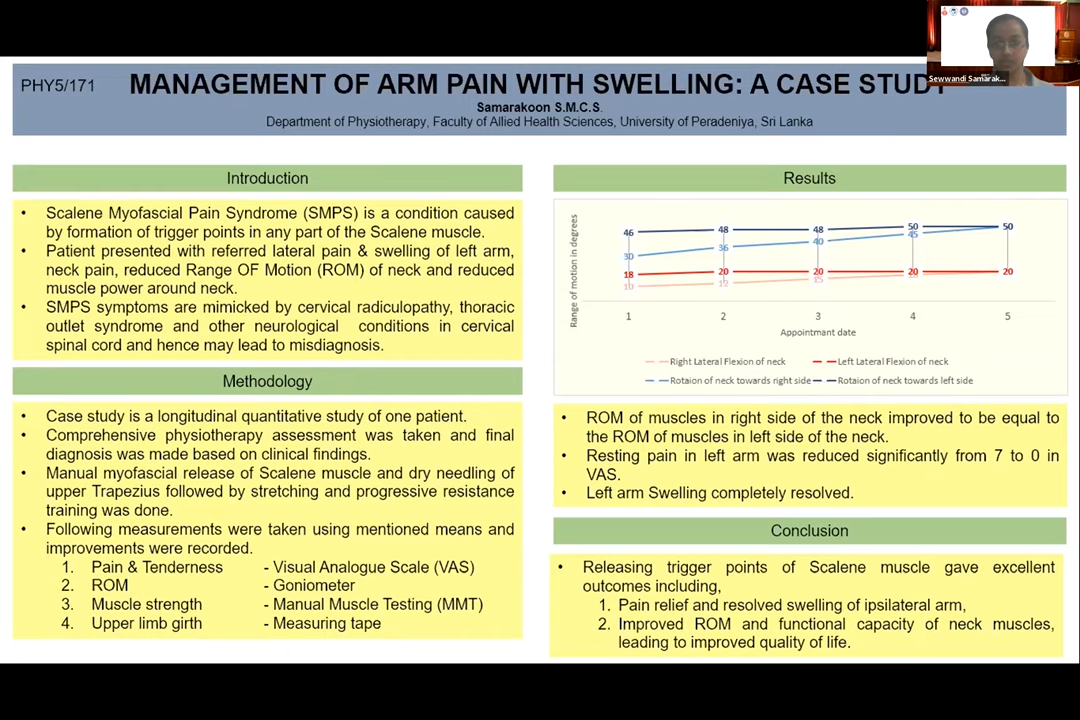 PHY5/171
MANAGEMENT OF ARM PAIN WITH SWELLING: A CASE STUDY
Samarakoon S.M.C.S.
Department of Physiotherapy, Faculty of Allied Health Sciences, University of Peradeniya, Sri Lanka
Sewwandi Samarak...
Introduction
• Scalene Myofascial Pain Syndrome (SMPS) is a condition caused
by formation of trigger points in any part of the Scalene muscle.
• Patient presented with referred lateral pain & swelling of left arm,
neck pain, reduced Range OF Motion (ROM) of neck and reduced
muscle power around neck.
• SMPS symptoms are mimicked by cervical radiculopathy, thoracic
outlet syndrome and other neurological conditions in cervical
spinal cord and hence may lead to misdiagnosis.
Methodology
• Case study is a longitudinal quantitative study of one patient.
• Comprehensive physiotherapy assessment was taken and final
diagnosis was made based on clinical findings.
• Manual myofascial release of Scalene muscle and dry needling of
upper Trapezius followed by stretching and progressive resistance
training was done.
• Following measurements were taken using mentioned means and
improvements were recorded.
1. Pain & Tenderness - Visual Analogue Scale (VAS)
2. ROM - Goniometer
3. Muscle strength - Manual Muscle Testing (MMT)
4. Upper limb girth - Measuring tape
Results
Range of motion in degrees
46 48 48 50 50
30 36 40 45
18 20 20 20 20
10 12 15
1 2 3 4 5
Appointmant date
Right Lateral Flexion of neck Left Lateral Flexion of neck
Rotaion of neck towards right side Rotaion of neck towards left side
• ROM of muscles in right side of the neck improved to be equal to
the ROM of muscles in left side of the neck.
• Resting pain in left arm was reduced significantly from 7 to 0 in
VAS.
• Left arm Swelling completely resolved.
Conclusion
• Releasing trigger points of Scalene muscle gave excellent
outcomes including,
1. Pain relief and resolved swelling of ipsilateral arm,
2. Improved ROM and functional capacity of neck muscles,
leading to improved quality of life.